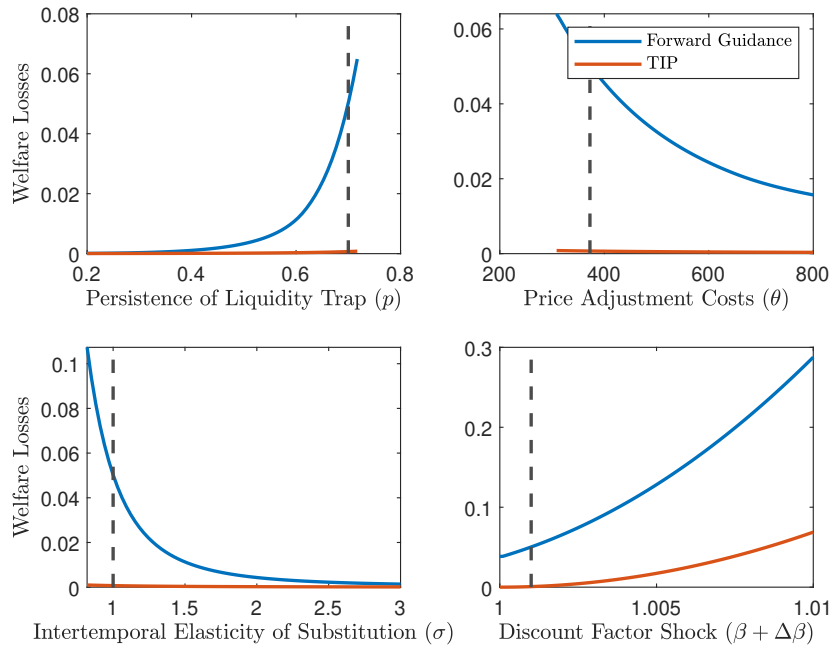 0.08
0.06
0.04
0.02
0
Welfare Losses
0.2 0.4 0.6 0.8
Persistence of Liquidity Trap (p)
0.06
0.04
0.02
0
Forward Guidance
TIP
200 400 600 800
Price Adjustment Costs (θ)
0.1
0.08
0.06
0.04
0.02
0
Welfare Losses
1 1.5 2 2.5 3
Intertemporal Elasticity of Substitution (σ)
0.3
0.2
0.1
0
1 1.005 1.01
Discount Factor Shock (β + Δβ)